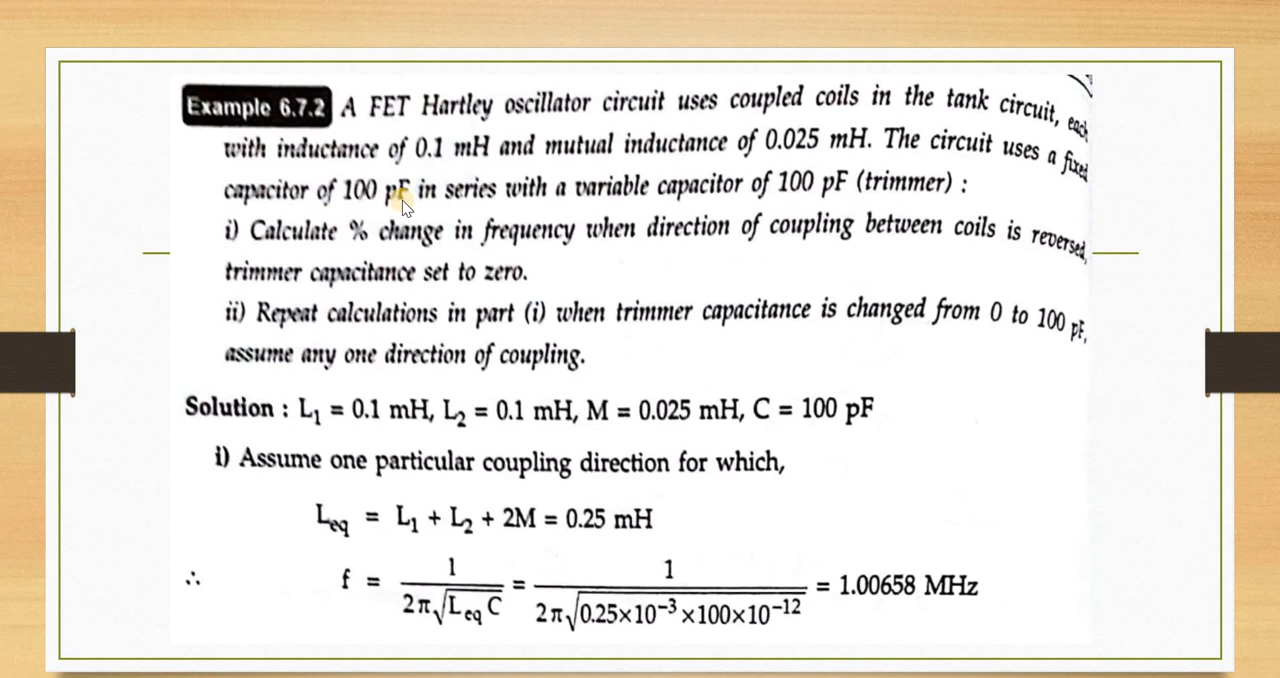 Example 6.7.2 A FET Hartley oscillator circuit uses coupled coils in the tank circuit, each
with inductance of 0.1 mH and mutual inductance of 0.025 mH. The circuit uses a fixed
capacitor of 100 pF in series with a variable capacitor of 100 pF (trimmer) :
i) Calculate % change in frequency when direction of coupling between coils is reversed,
trimmer capacitance set to zero.
ii) Repeat calculations in part (i) when trimmer capacitance is changed from 0 to 100 pF,
assume any one direction of coupling.
Solution : L₁ = 0.1 mH, L₂ = 0.1 mH, M = 0.025 mH, C = 100 pF
i) Assume one particular coupling direction for which,
L_eq = L₁ + L₂ + 2M = 0.25 mH
∴ f = 1 / (2π√(L_eq C)) = 1 / (2π√(0.25×10⁻³×100×10⁻¹²)) = 1.00658 MHz